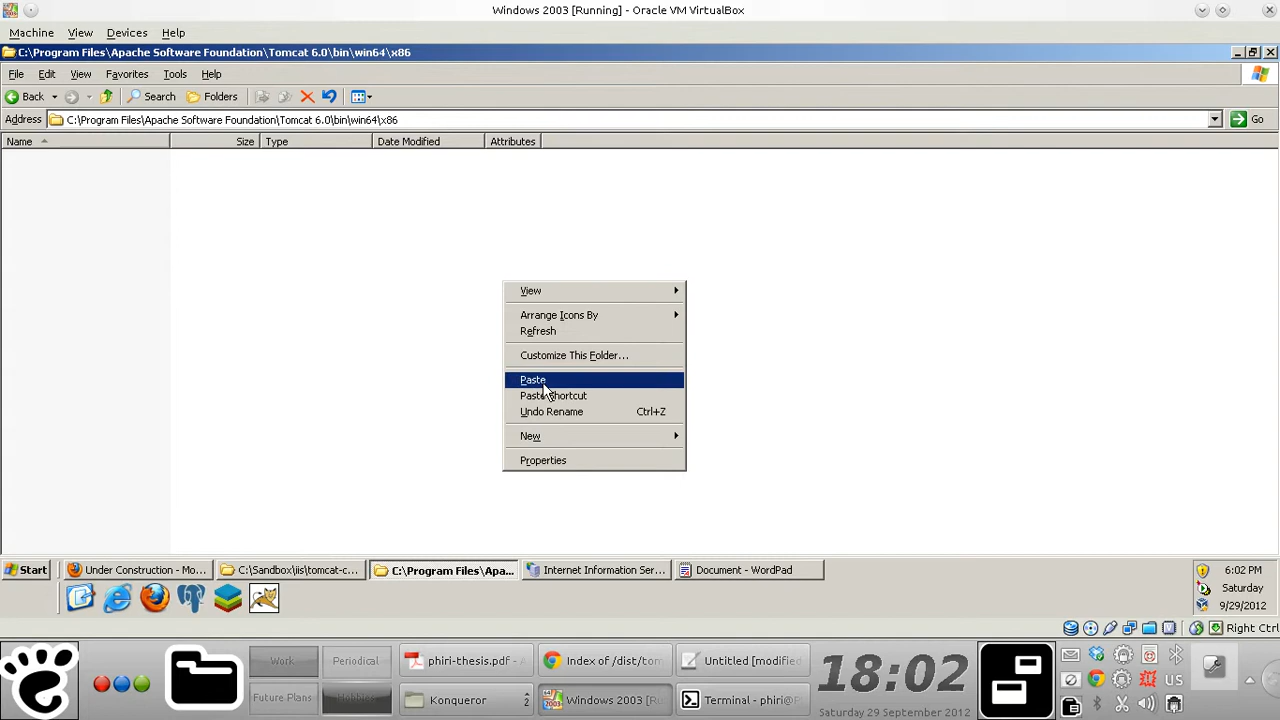 Windows 2003 [Running] - Oracle VM VirtualBox
Machine View Devices Help
C:\Program Files\Apache Software Foundation\Tomcat 6.0\bin\win64\x86
File Edit View Favorites Tools Help
Back Search Folders
Address C:\Program Files\Apache Software Foundation\Tomcat 6.0\bin\win64\x86 Go
Name Size Type Date Modified Attributes
View
Arrange Icons By
Refresh
Customize This Folder...
Paste
Paste Shortcut
Undo Rename Ctrl+Z
New
Properties
Start Under Construction - Mo... C:\Sandbox\iis\tomcat-c... C:\Program Files\Apa... Internet Information Ser... Document - WordPad 6:02 PM
Saturday
9/29/2012
Right Ctrl
Work Periodical phiri-thesis.pdf - Index of /dist/tom Untitled [modified 18:02 US
Future Plans Hobbies Konqueror 2 Windows 2003 [Ru Terminal - phiri@P
Saturday 29 September 2012